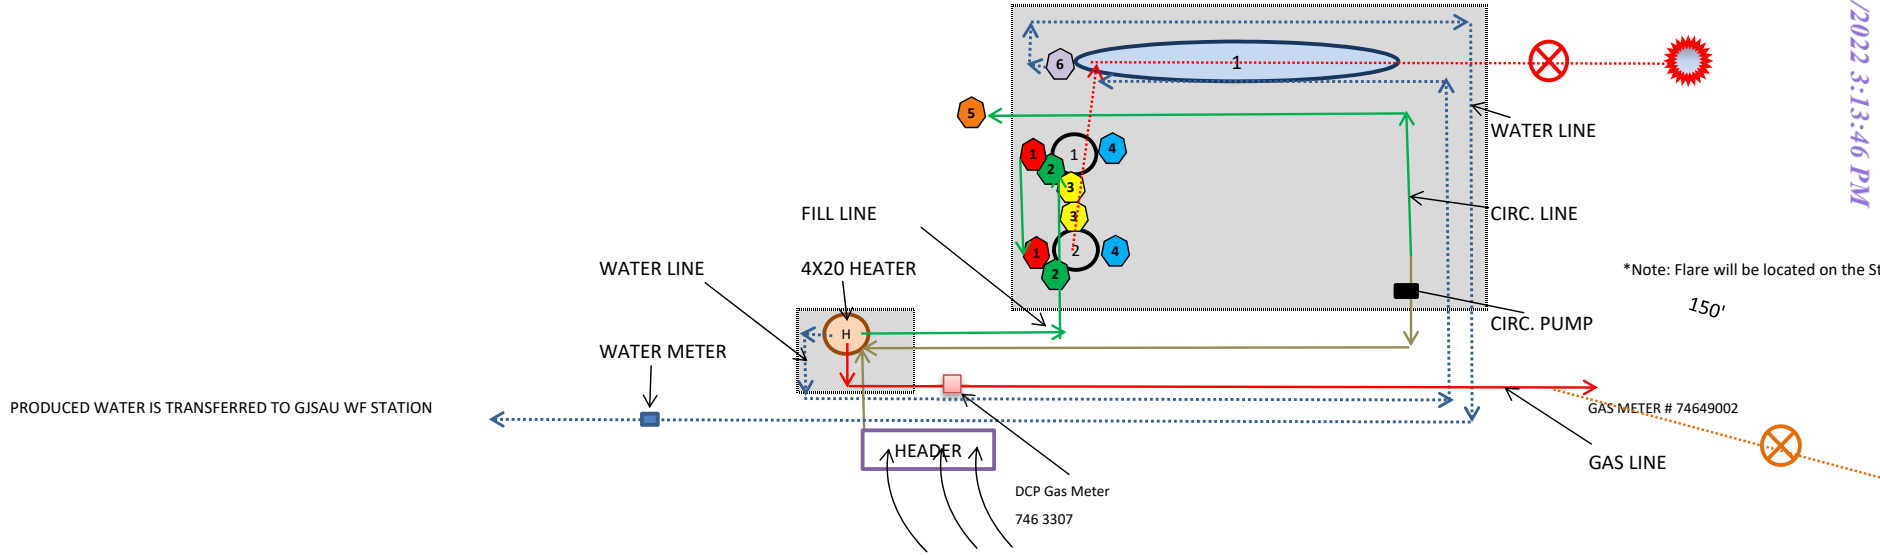 /2022 3:13:46 PM
1
6
5
WATER LINE
1
1
4
2
3
FILL LINE
3
CIRC. LINE
1
2
4
2
WATER LINE
4X20 HEATER
*Note: Flare will be located on the St
150'
CIRC. PUMP
H
WATER METER
PRODUCED WATER IS TRANSFERRED TO GJSAU WF STATION
GAS METER # 74649002
HEADER
GAS LINE
DCP Gas Meter
746 3307